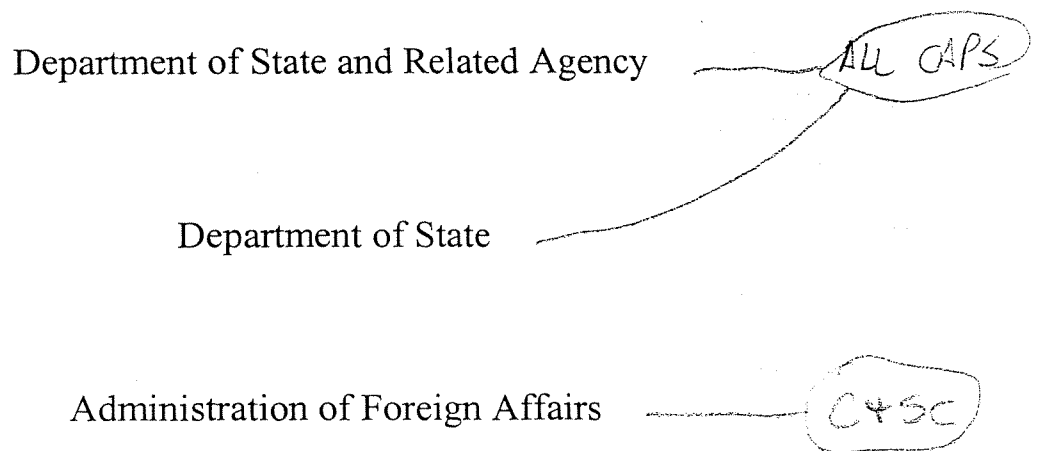 Department of State and Related Agency ALL CAPS
Department of State
Administration of Foreign Affairs C+SC